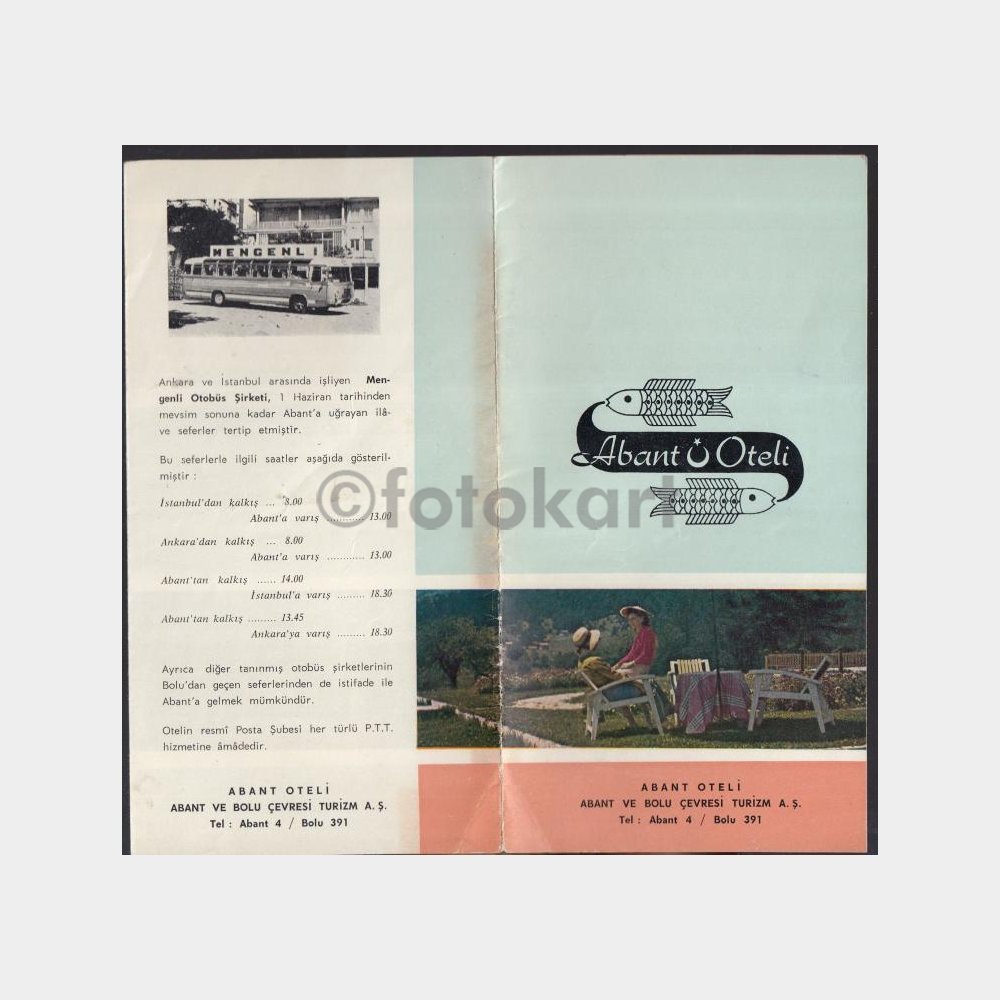 MENGENLİ
Ankara ve İstanbul arasında işliyen Men-
genli Otobüs Şirketi, 1 Haziran tarihinden
mevsim sonuna kadar Abant'a uğrayan ilâ-
ve seferler tertip etmiştir.
Bu seferlerle ilgili saatler aşağıda gösteril-
miştir :
İstanbul'dan kalkış ... 8.00
Abant'a varış ............ 13.00
Ankara'dan kalkış ... 8.00
Abant'a varış ............ 13.00
Abant'tan kalkış ...... 14.00
İstanbul'a varış ......... 18.30
Abant'tan kalkış ......... 13.45
Ankara'ya varış ......... 18.30
Ayrıca diğer tanınmış otobüs şirketlerinin
Bolu'dan geçen seferlerinden de istifade ile
Abant'a gelmek mümkündür.
Otelin resmî Posta Şubesi her türlü P.T.T.
hizmetine âmâdedir.
ABANT OTELİ
ABANT VE BOLU ÇEVRESİ TURİZM A. Ş.
Tel : Abant 4 / Bolu 391
Abant Oteli
ABANT OTELİ
ABANT VE BOLU ÇEVRESİ TURİZM A. Ş.
Tel : Abant 4 / Bolu 391
©fotokart